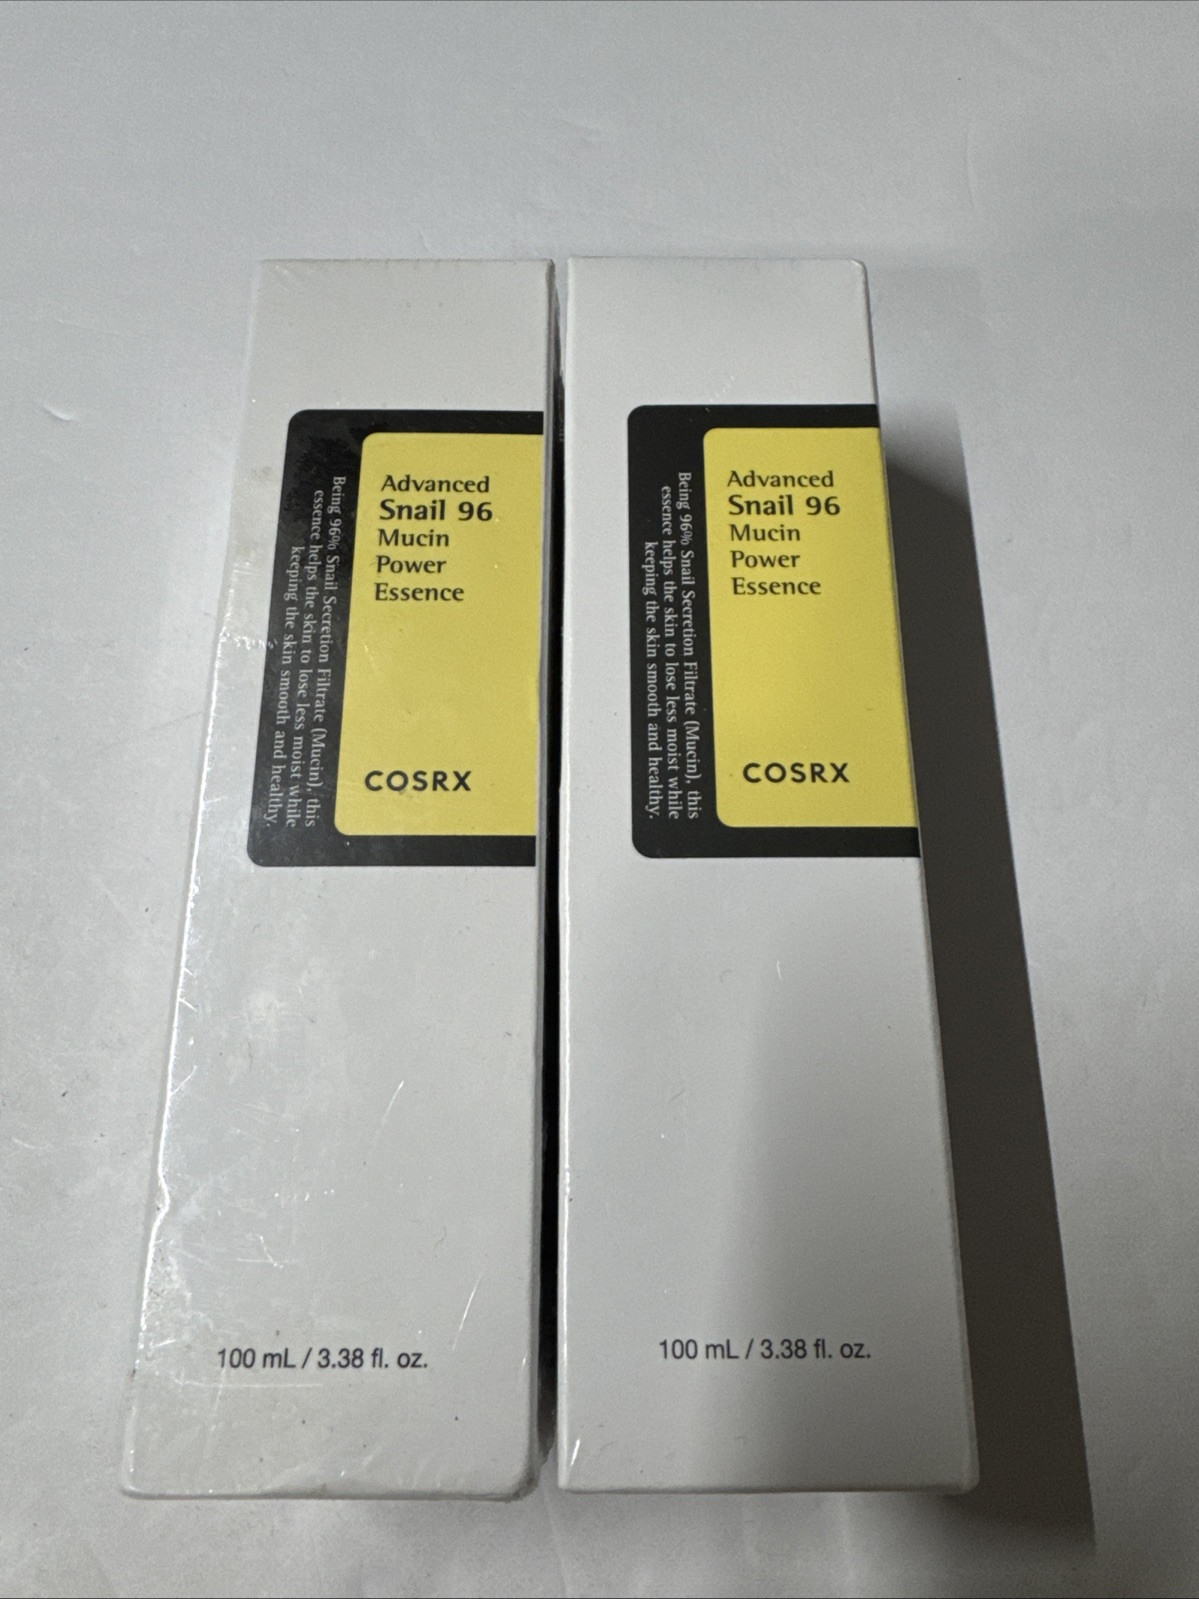 Advanced
Snail 96
Mucin
Power
Essence
Being 96% Snail Secretion Filtrate (Mucin), this
essence helps the skin to lose less moist while
keeping the skin smooth and healthy.
COSRX
100 mL / 3.38 fl. oz.
Advanced
Snail 96
Mucin
Power
Essence
Being 96% Snail Secretion Filtrate (Mucin), this
essence helps the skin to lose less moist while
keeping the skin smooth and healthy.
COSRX
100 mL / 3.38 fl. oz.